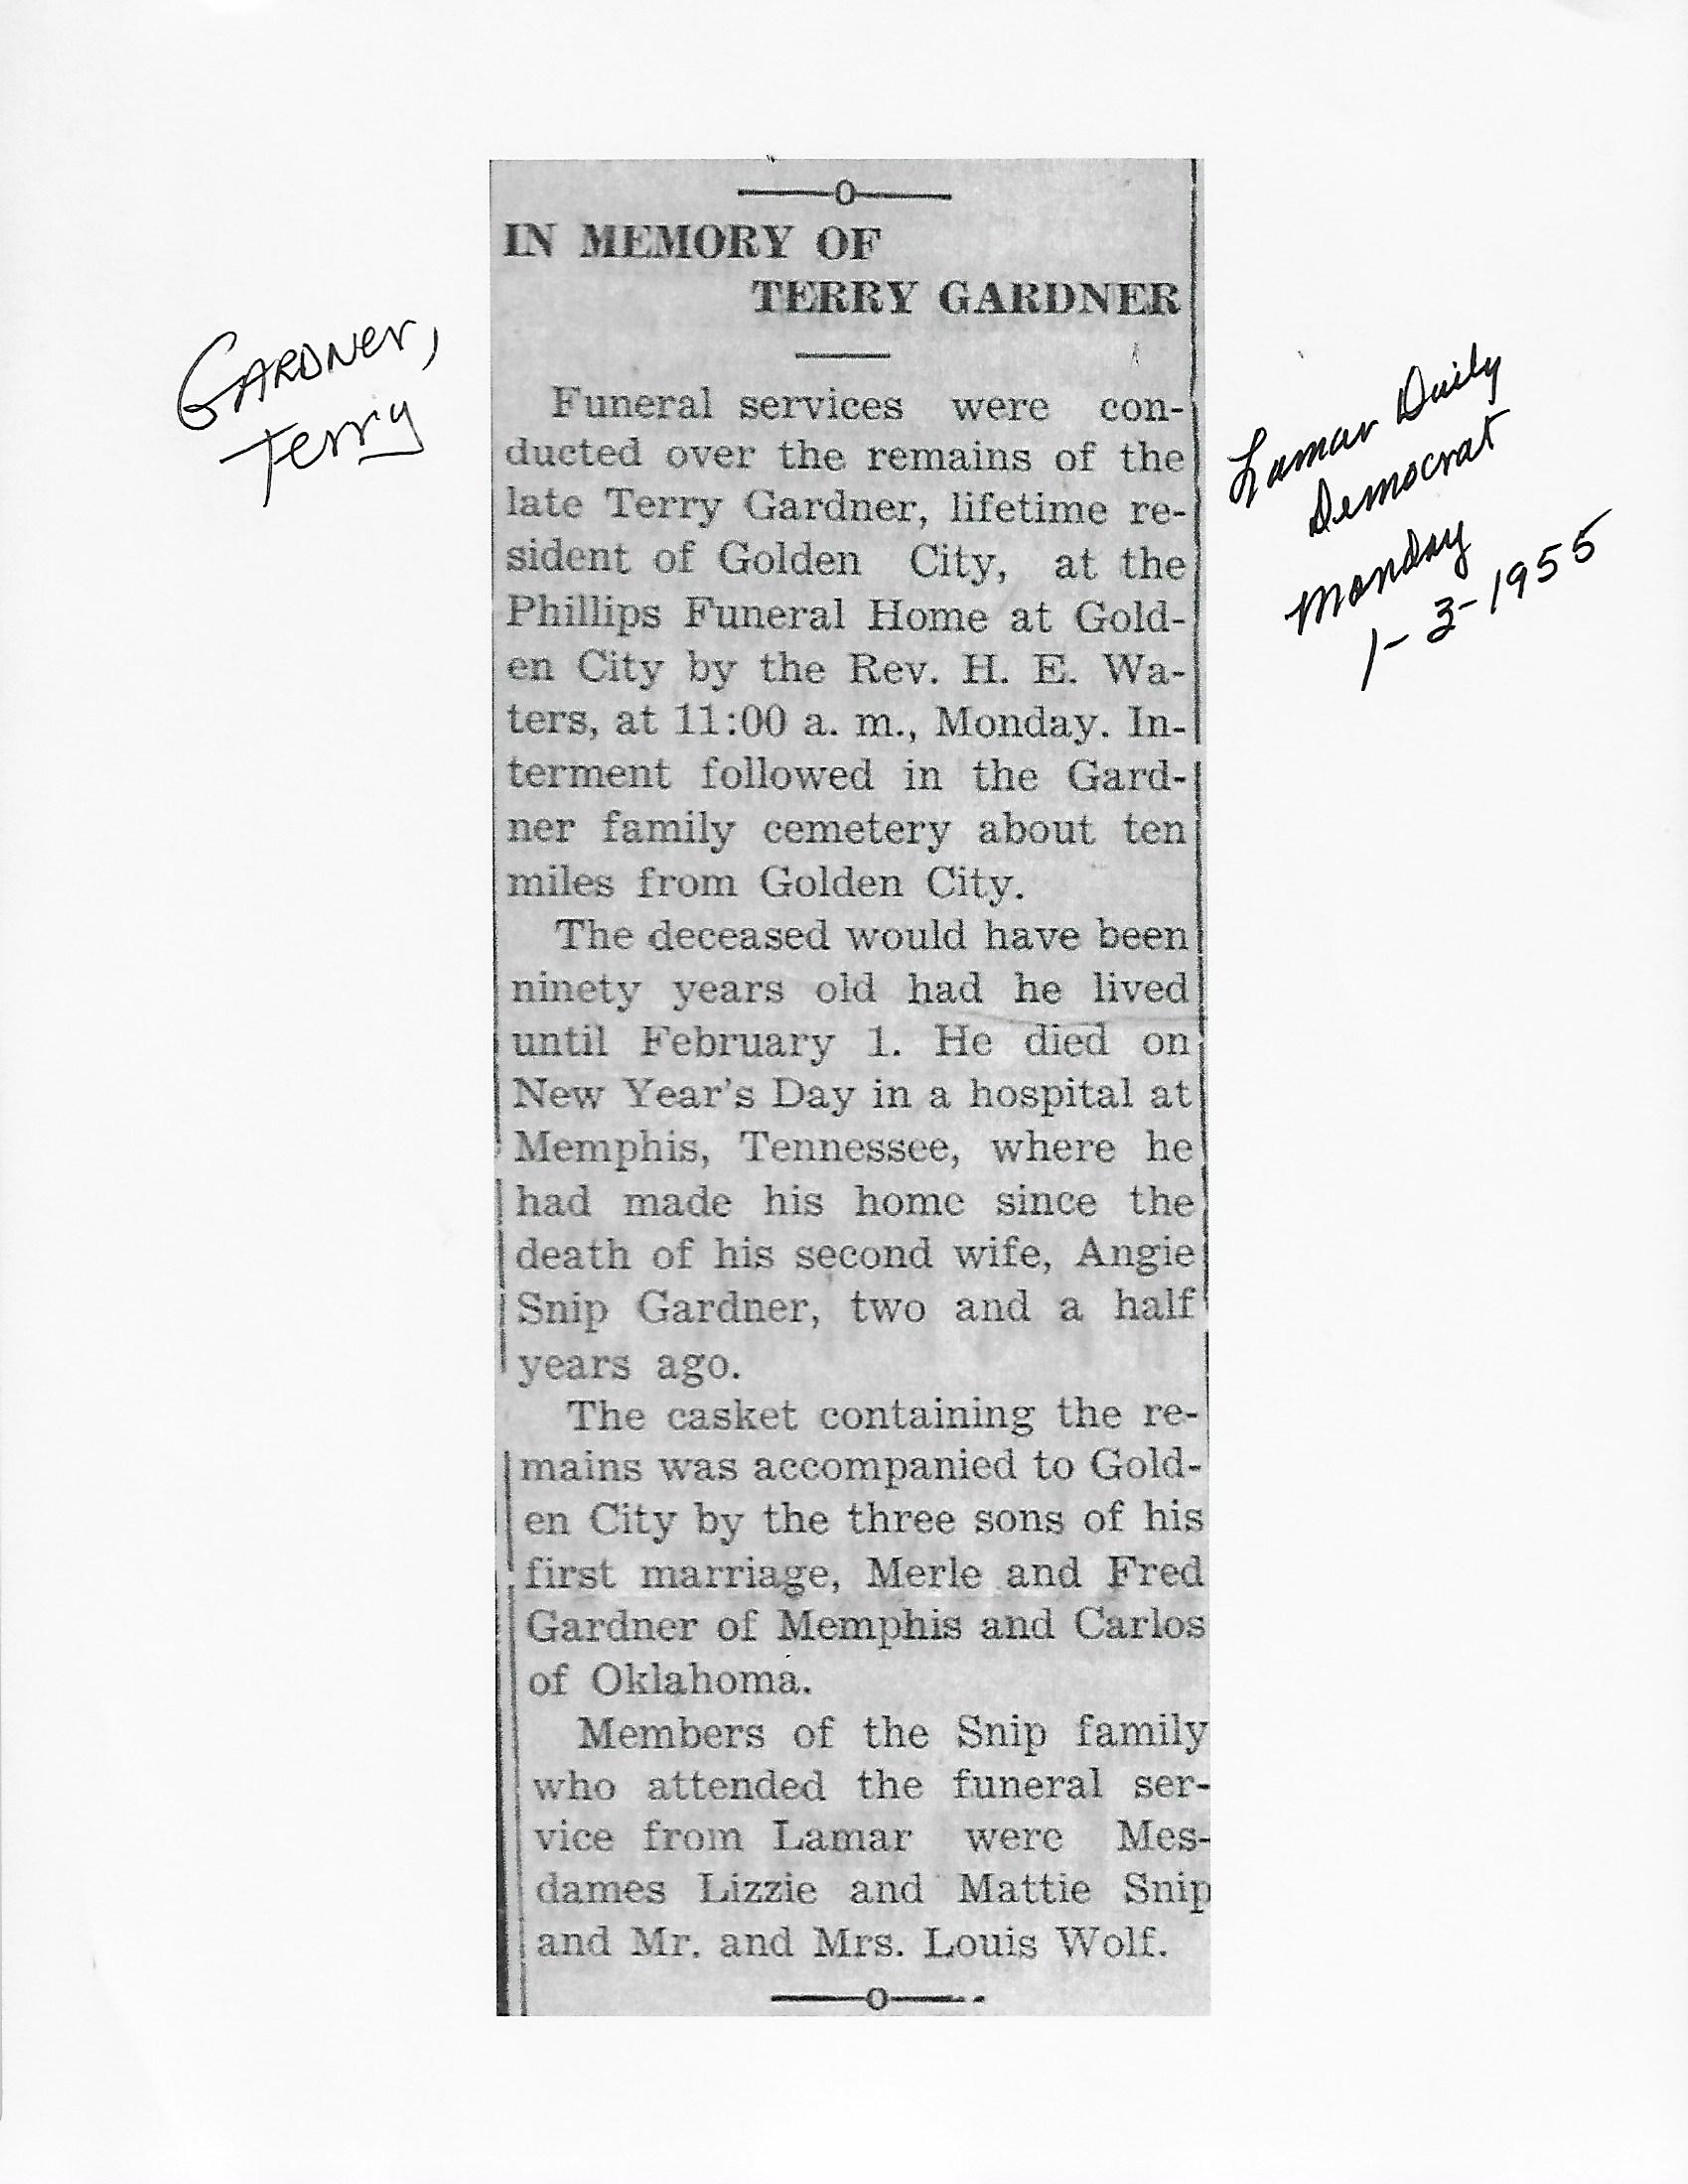 GARDNER,
Terry
Lamar Daily
Democrat
Monday
1-3-1955
IN MEMORY OF
TERRY GARDNER
Funeral services were con-
ducted over the remains of the
late Terry Gardner, lifetime re-
sident of Golden City, at the
Phillips Funeral Home at Gold-
en City by the Rev. H. E. Wa-
ters, at 11:00 a. m., Monday. In-
terment followed in the Gard-
ner family cemetery about ten
miles from Golden City.
The deceased would have been
ninety years old had he lived
until February 1. He died on
New Year's Day in a hospital at
Memphis, Tennessee, where he
had made his home since the
death of his second wife, Angie
Snip Gardner, two and a half
years ago.
The casket containing the re-
mains was accompanied to Gold-
en City by the three sons of his
first marriage, Merle and Fred
Gardner of Memphis and Carlos
of Oklahoma.
Members of the Snip family
who attended the funeral ser-
vice from Lamar were Mes-
dames Lizzie and Mattie Snip
and Mr. and Mrs. Louis Wolf.